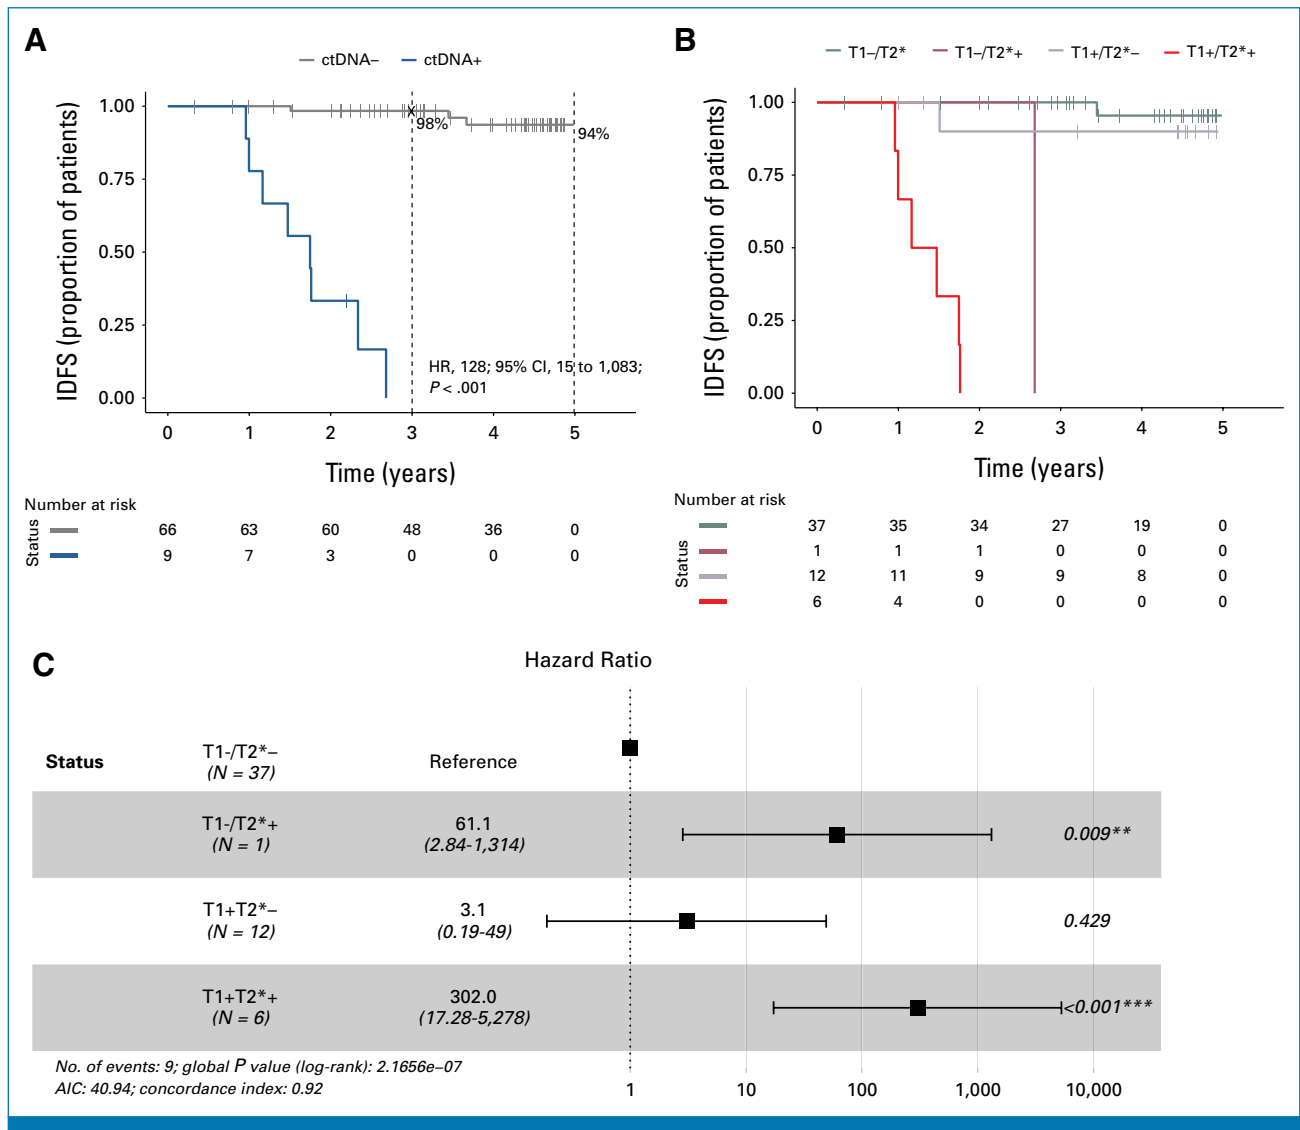 A
ctDNA– ctDNA+
IDFS (proportion of patients)
1.00
0.75
0.50
0.25
0.00
98%
94%
HR, 128; 95% CI, 15 to 1,083;
P < .001
0 1 2 3 4 5
Time (years)
Number at risk
Status
66 63 60 48 36 0
9 7 3 0 0 0
B
T1–/T2* T1–/T2*+ T1+/T2*– T1+/T2*+
IDFS (proportion of patients)
1.00
0.75
0.50
0.25
0.00
0 1 2 3 4 5
Time (years)
Number at risk
Status
37 35 34 27 19 0
1 1 1 0 0 0
12 11 9 9 8 0
6 4 0 0 0 0
C
Hazard Ratio
Status
T1-/T2*–
(N = 37)
Reference
T1-/T2*+
(N = 1)
61.1
(2.84-1,314)
0.009**
T1+T2*–
(N = 12)
3.1
(0.19-49)
0.429
T1+T2*+
(N = 6)
302.0
(17.28-5,278)
<0.001***
No. of events: 9; global P value (log-rank): 2.1656e–07
AIC: 40.94; concordance index: 0.92
1 10 100 1,000 10,000